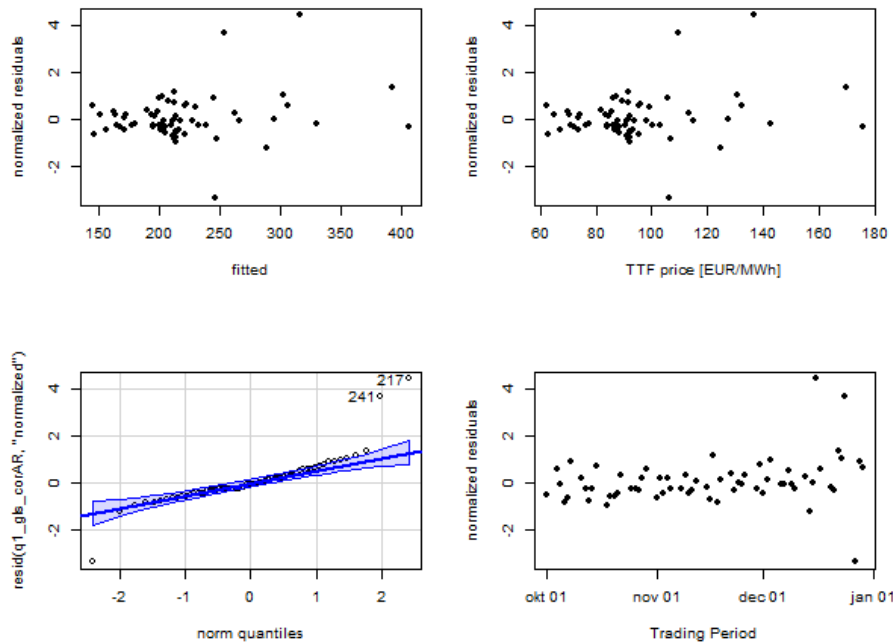 normalized residuals
4
2
0
-2
150 200 250 300 350 400
fitted
normalized residuals
4
2
0
-2
60 80 100 120 140 160 180
TTF price [EUR/MWh]
resid(q1_gls_corAR, "normalized")
4
2
0
-2
217
241
-2 -1 0 1 2
norm quantiles
normalized residuals
4
2
0
-2
okt 01 nov 01 dec 01 jan 01
Trading Period